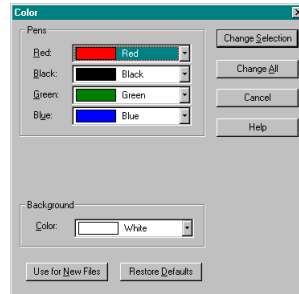 Color
Pens
Red: Red
Black: Black
Green: Green
Blue: Blue
Change Selection
Change All
Cancel
Help
Background
Color: White
Use for New Files
Restore Defaults